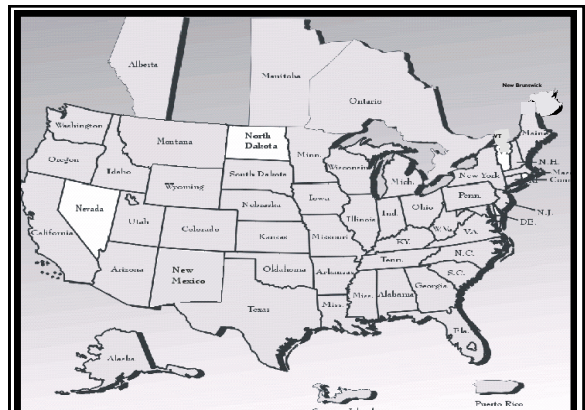 Alberta
Manitoba
Ontario
New Brunswick
Washington
Montana
North
Dakota
Minn.
VT
Maine
Oregon
Idaho
South Dakota
Wisconsin
N.H.
Wyoming
Mich.
New York
Nebraska
Iowa
Penn.
Nevada
Utah
Colorado
Illinois
Ind.
Ohio
N.J.
California
Kansas
Missouri
W.Va
VA.
DE.
KY.
Arizona
New
Mexico
Oklahoma
Arkansas
Tenn.
N.C.
S.C.
Texas
Miss.
Miss.
Alabama
Georgia
Fla.
Alaska
Puerto Rico